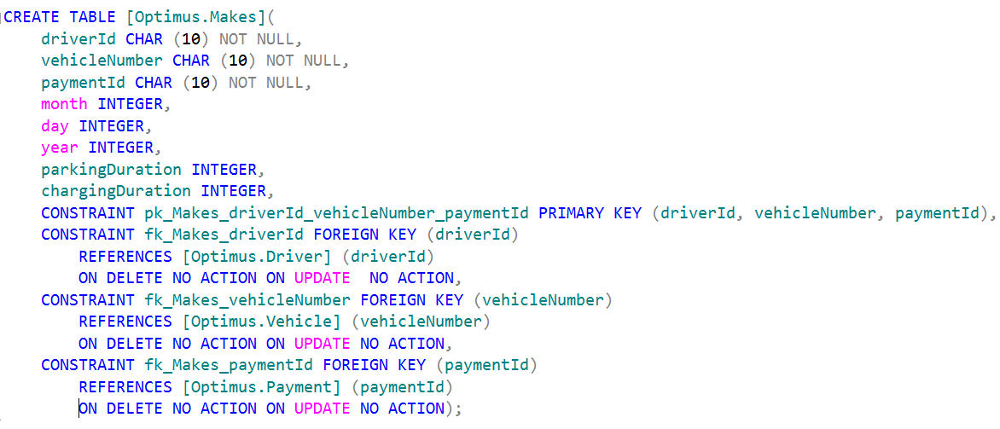 CREATE TABLE [Optimus.Makes](
driverId CHAR (10) NOT NULL,
vehicleNumber CHAR (10) NOT NULL,
paymentId CHAR (10) NOT NULL,
month INTEGER,
day INTEGER,
year INTEGER,
parkingDuration INTEGER,
chargingDuration INTEGER,
CONSTRAINT pk_Makes_driverId_vehicleNumber_paymentId PRIMARY KEY (driverId, vehicleNumber, paymentId),
CONSTRAINT fk_Makes_driverId FOREIGN KEY (driverId)
REFERENCES [Optimus.Driver] (driverId)
ON DELETE NO ACTION ON UPDATE  NO ACTION,
CONSTRAINT fk_Makes_vehicleNumber FOREIGN KEY (vehicleNumber)
REFERENCES [Optimus.Vehicle] (vehicleNumber)
ON DELETE NO ACTION ON UPDATE NO ACTION,
CONSTRAINT fk_Makes_paymentId FOREIGN KEY (paymentId)
REFERENCES [Optimus.Payment] (paymentId)
ON DELETE NO ACTION ON UPDATE NO ACTION);